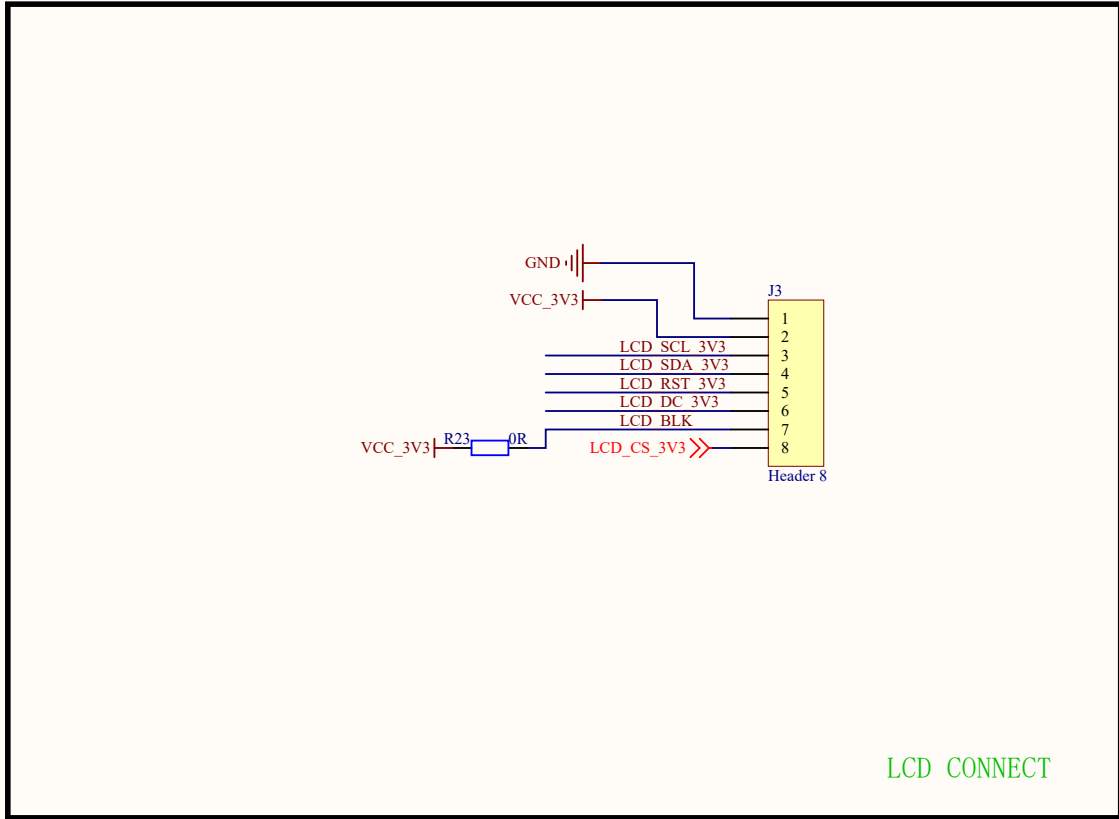 GND
J3
VCC_3V3
1
2
LCD_SCL_3V3 3
LCD_SDA_3V3 4
LCD_RST_3V3 5
LCD_DC_3V3 6
LCD_BLK 7
VCC_3V3 R23 0R LCD_CS_3V3 8
Header 8
LCD CONNECT